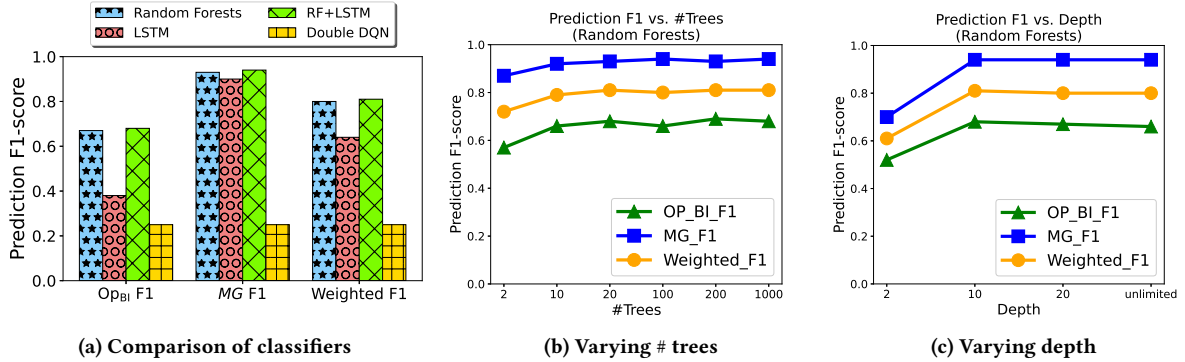 Random Forests
LSTM
RF+LSTM
Double DQN
Prediction F1-score
1.0
0.8
0.6
0.4
0.2
0.0
OpBI F1
MG F1
Weighted F1
(a) Comparison of classifiers
Prediction F1 vs. #Trees
(Random Forests)
Prediction F1-score
1.0
0.8
0.6
0.4
0.2
0.0
OP_BI_F1
MG_F1
Weighted_F1
2 10 20 100 200 1000
#Trees
(b) Varying # trees
Prediction F1 vs. Depth
(Random Forests)
Prediction F1-score
1.0
0.8
0.6
0.4
0.2
0.0
OP_BI_F1
MG_F1
Weighted_F1
2 10 20 unlimited
Depth
(c) Varying depth